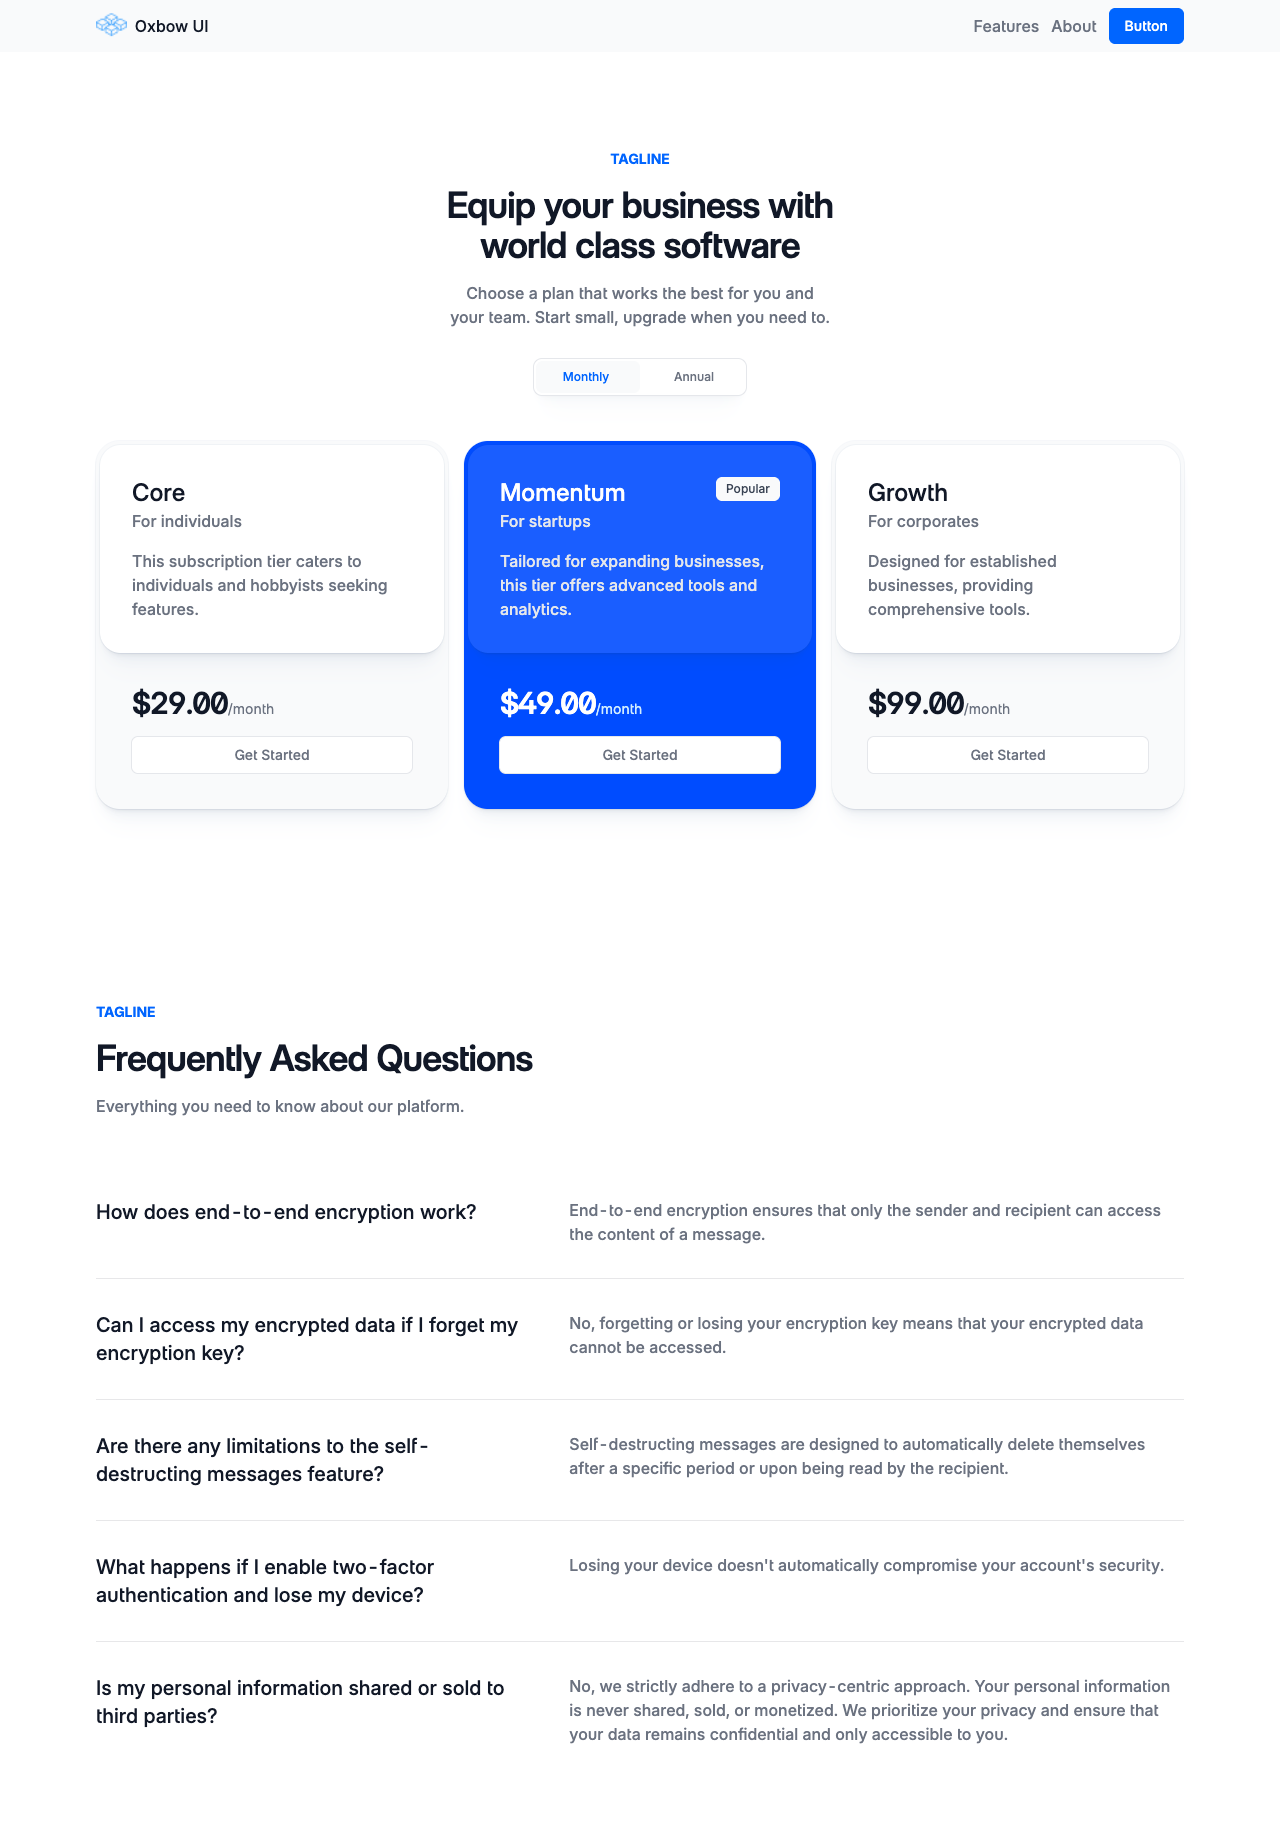 Oxbow UI
Features About Button
TAGLINE
Equip your business with
world class software
Choose a plan that works the best for you and
your team. Start small, upgrade when you need to.
Monthly Annual
Core
For individuals
This subscription tier caters to
individuals and hobbyists seeking
features.
$29.00/month
Get Started
Momentum
Popular
For startups
Tailored for expanding businesses,
this tier offers advanced tools and
analytics.
$49.00/month
Get Started
Growth
For corporates
Designed for established
businesses, providing
comprehensive tools.
$99.00/month
Get Started
TAGLINE
Frequently Asked Questions
Everything you need to know about our platform.
How does end-to-end encryption work?
End-to-end encryption ensures that only the sender and recipient can access
the content of a message.
Can I access my encrypted data if I forget my
encryption key?
No, forgetting or losing your encryption key means that your encrypted data
cannot be accessed.
Are there any limitations to the self-
destructing messages feature?
Self-destructing messages are designed to automatically delete themselves
after a specific period or upon being read by the recipient.
What happens if I enable two-factor
authentication and lose my device?
Losing your device doesn't automatically compromise your account's security.
Is my personal information shared or sold to
third parties?
No, we strictly adhere to a privacy-centric approach. Your personal information
is never shared, sold, or monetized. We prioritize your privacy and ensure that
your data remains confidential and only accessible to you.